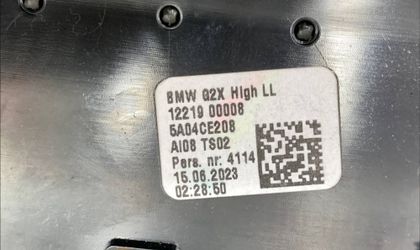 BMW G2X High LL
12219 00008
5A04CE208
AI08 TS02
Pers. nr: 4114
15.06.2023
02:28:50